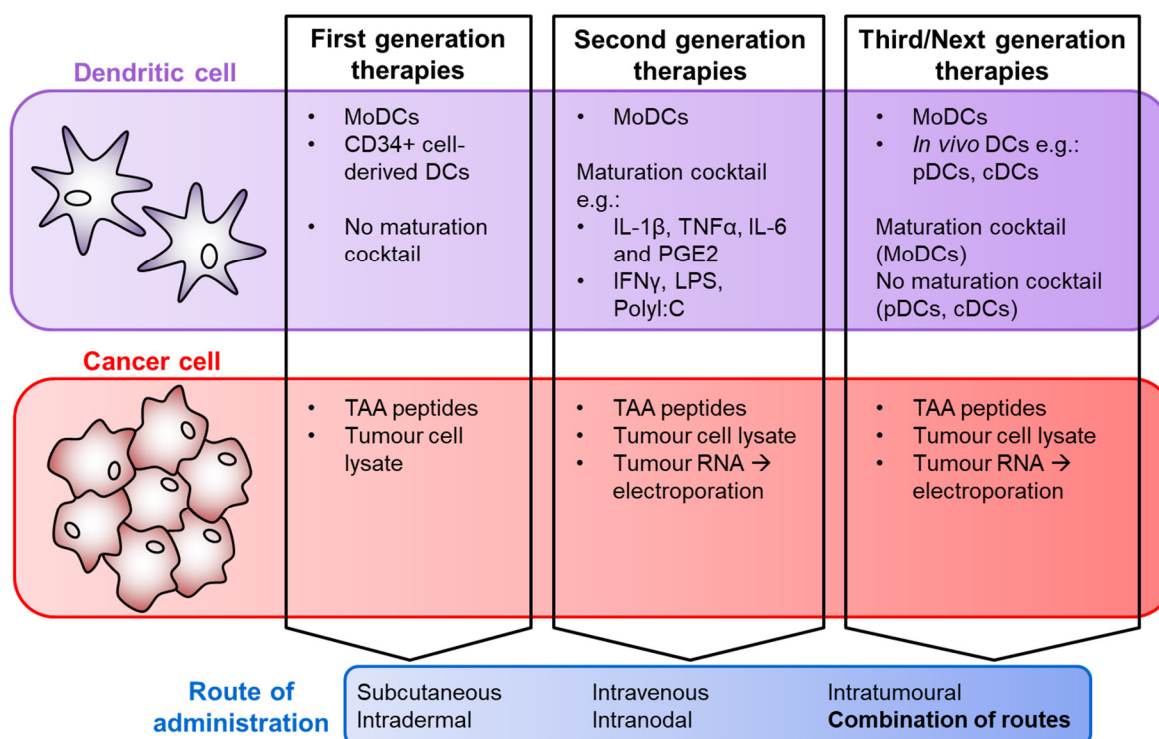 First generation
therapies
Second generation
therapies
Third/Next generation
therapies
Dendritic cell
• MoDCs
• CD34+ cell-
derived DCs
• No maturation
cocktail
• MoDCs
Maturation cocktail
e.g.:
• IL-1β, TNFα, IL-6
and PGE2
• IFNγ, LPS,
PolyI:C
• MoDCs
• In vivo DCs e.g.:
pDCs, cDCs
Maturation cocktail
(MoDCs)
No maturation cocktail
(pDCs, cDCs)
Cancer cell
• TAA peptides
• Tumour cell
lysate
• TAA peptides
• Tumour cell lysate
• Tumour RNA →
electroporation
• TAA peptides
• Tumour cell lysate
• Tumour RNA →
electroporation
Route of
administration
Subcutaneous
Intradermal
Intravenous
Intranodal
Intratumoural
Combination of routes